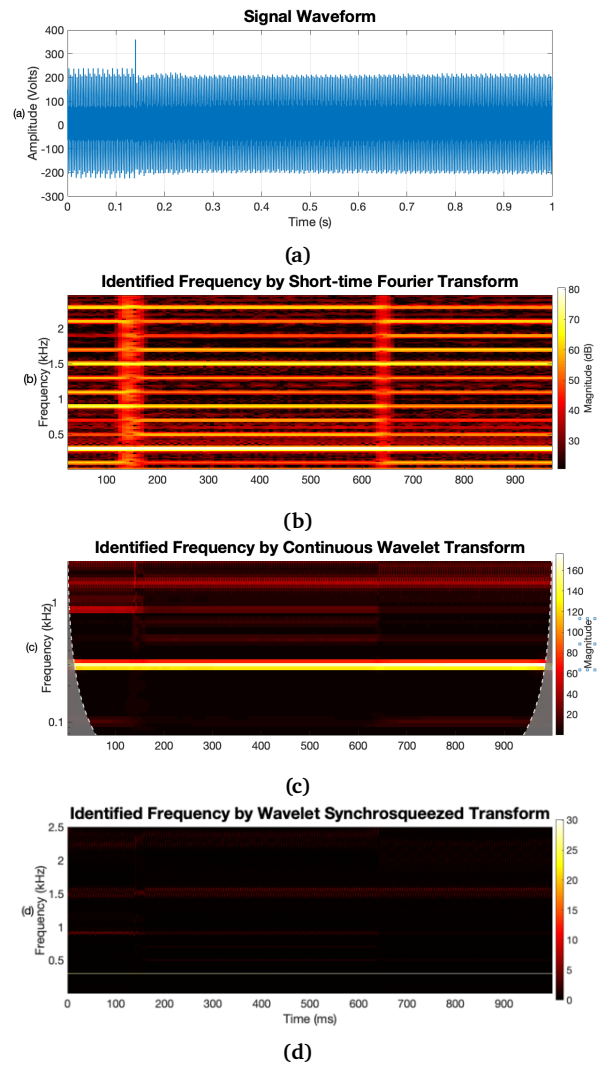 Signal Waveform
400
300
200
100
0
-100
-200
-300
(a)
Amplitude (Volts)
0 0.1 0.2 0.3 0.4 0.5 0.6 0.7 0.8 0.9 1
Time (s)
(a)
Identified Frequency by Short-time Fourier Transform
2
1.5
1
0.5
(b)
Frequency (kHz)
80
70
60
50
40
30
Magnitude (dB)
100 200 300 400 500 600 700 800 900
(b)
Identified Frequency by Continuous Wavelet Transform
1
0.1
(c)
Frequency (kHz)
160
140
120
100
80
60
40
20
Magnitude
100 200 300 400 500 600 700 800 900
(c)
Identified Frequency by Wavelet Synchrosqueezed Transform
2.5
2
1.5
1
0.5
(d)
Frequency (kHz)
30
25
20
15
10
5
0
0 100 200 300 400 500 600 700 800 900
Time (ms)
(d)